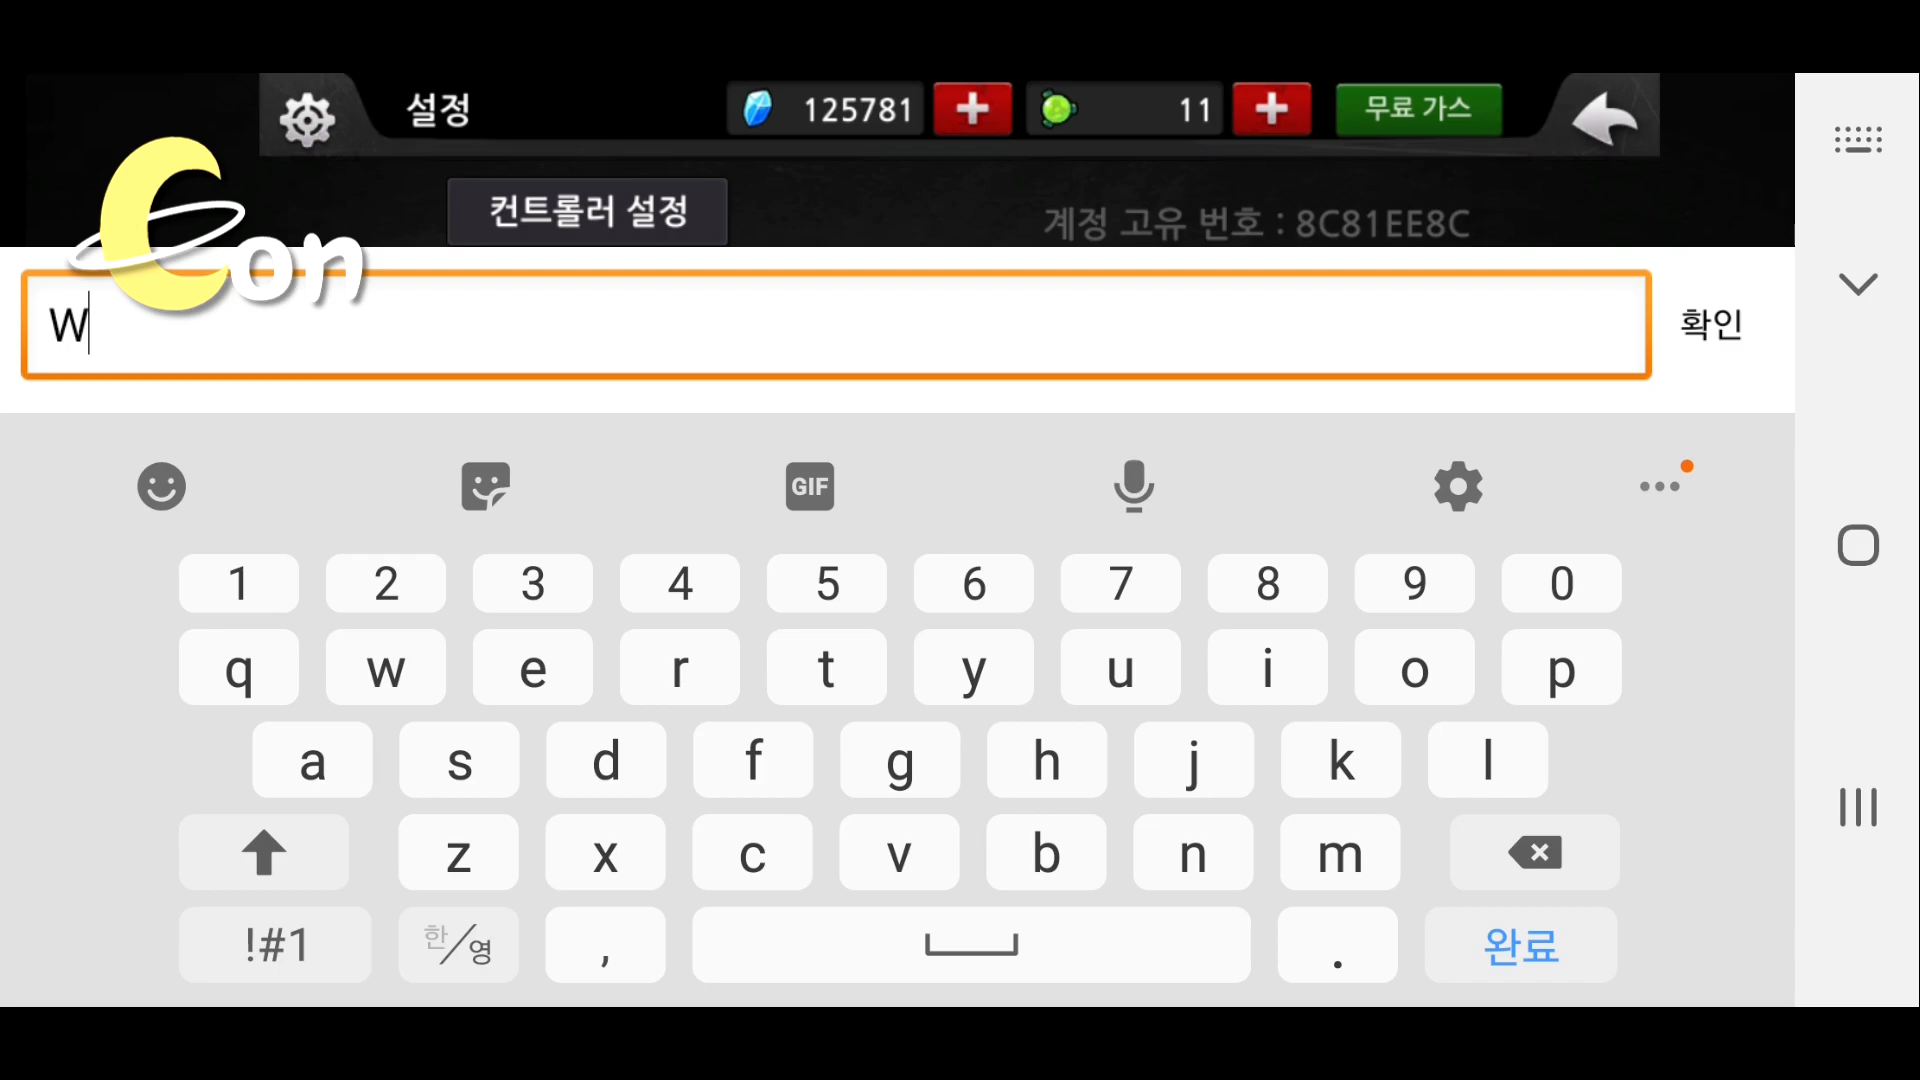 설정
125781
11
무료 가스
컨트롤러 설정
계정 고유 번호 : 8C81EE8C
Con
W
확인
GIF
1 2 3 4 5 6 7 8 9 0
q w e r t y u i o p
a s d f g h j k l
z x c v b n m
!#1 한/영 , . 완료